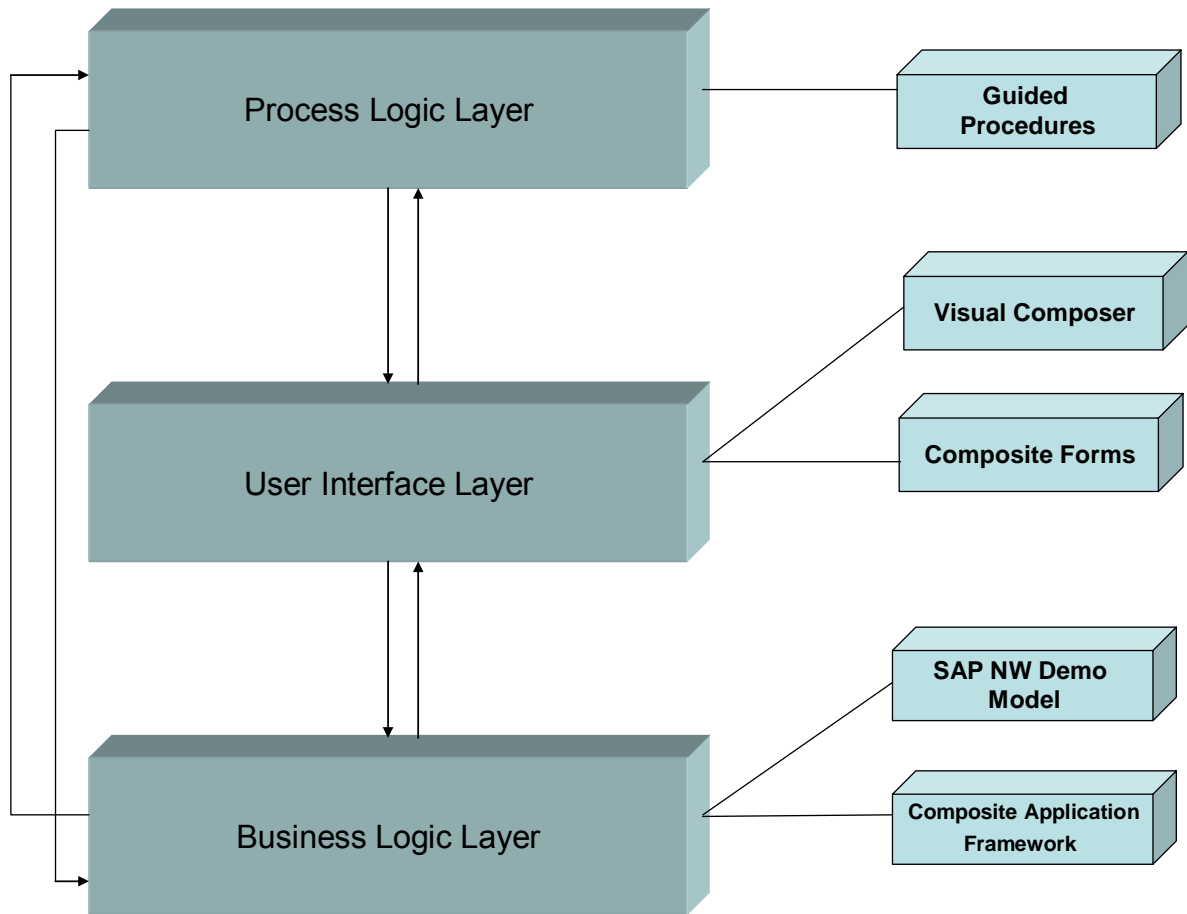 Process Logic Layer
Guided
Procedures
Visual Composer
User Interface Layer
Composite Forms
SAP NW Demo
Model
Business Logic Layer
Composite Application
Framework